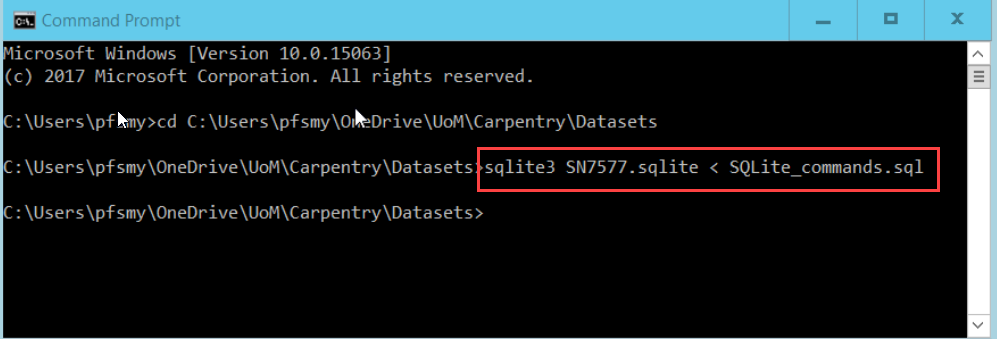 Command Prompt
Microsoft Windows [Version 10.0.15063]
(c) 2017 Microsoft Corporation. All rights reserved.
C:\Users\pfsmy>cd C:\Users\pfsmy\OneDrive\UoM\Carpentry\Datasets
C:\Users\pfsmy\OneDrive\UoM\Carpentry\Datasets>sqlite3 SN7577.sqlite < SQLite_commands.sql
C:\Users\pfsmy\OneDrive\UoM\Carpentry\Datasets>